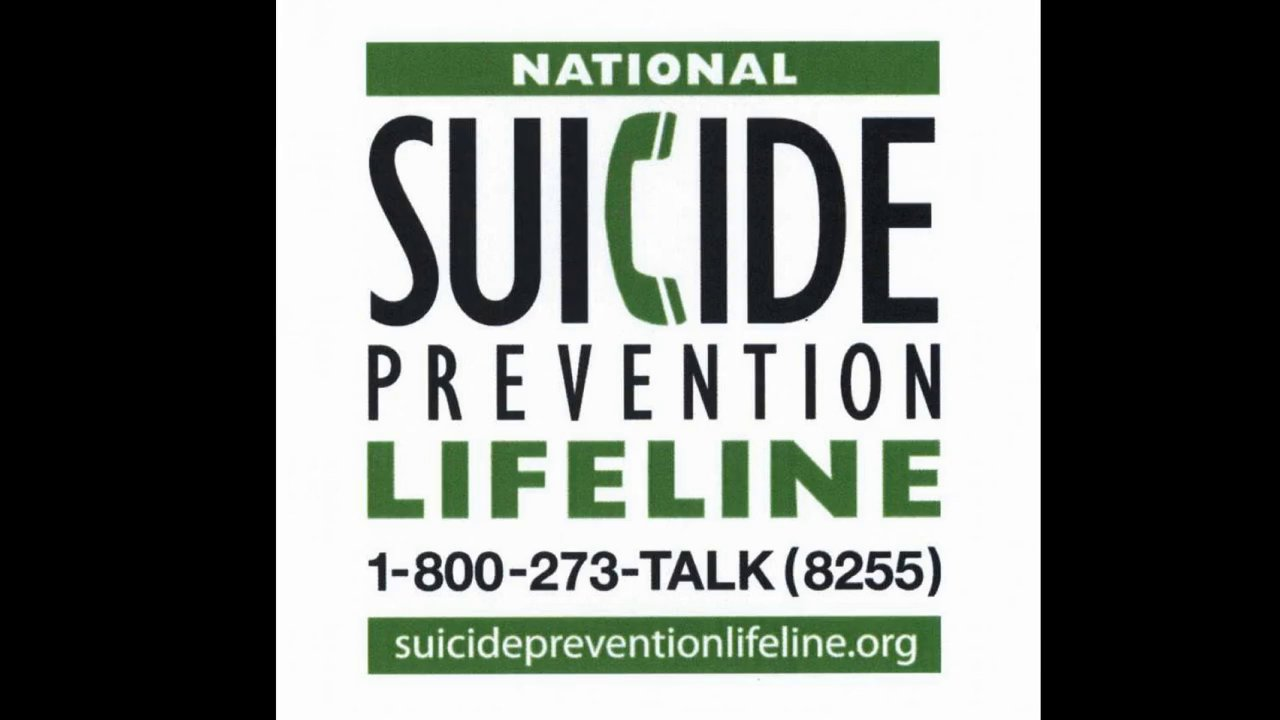 NATIONAL
SUICIDE
PREVENTION
LIFELINE
1-800-273-TALK (8255)
suicidepreventionlifeline.org